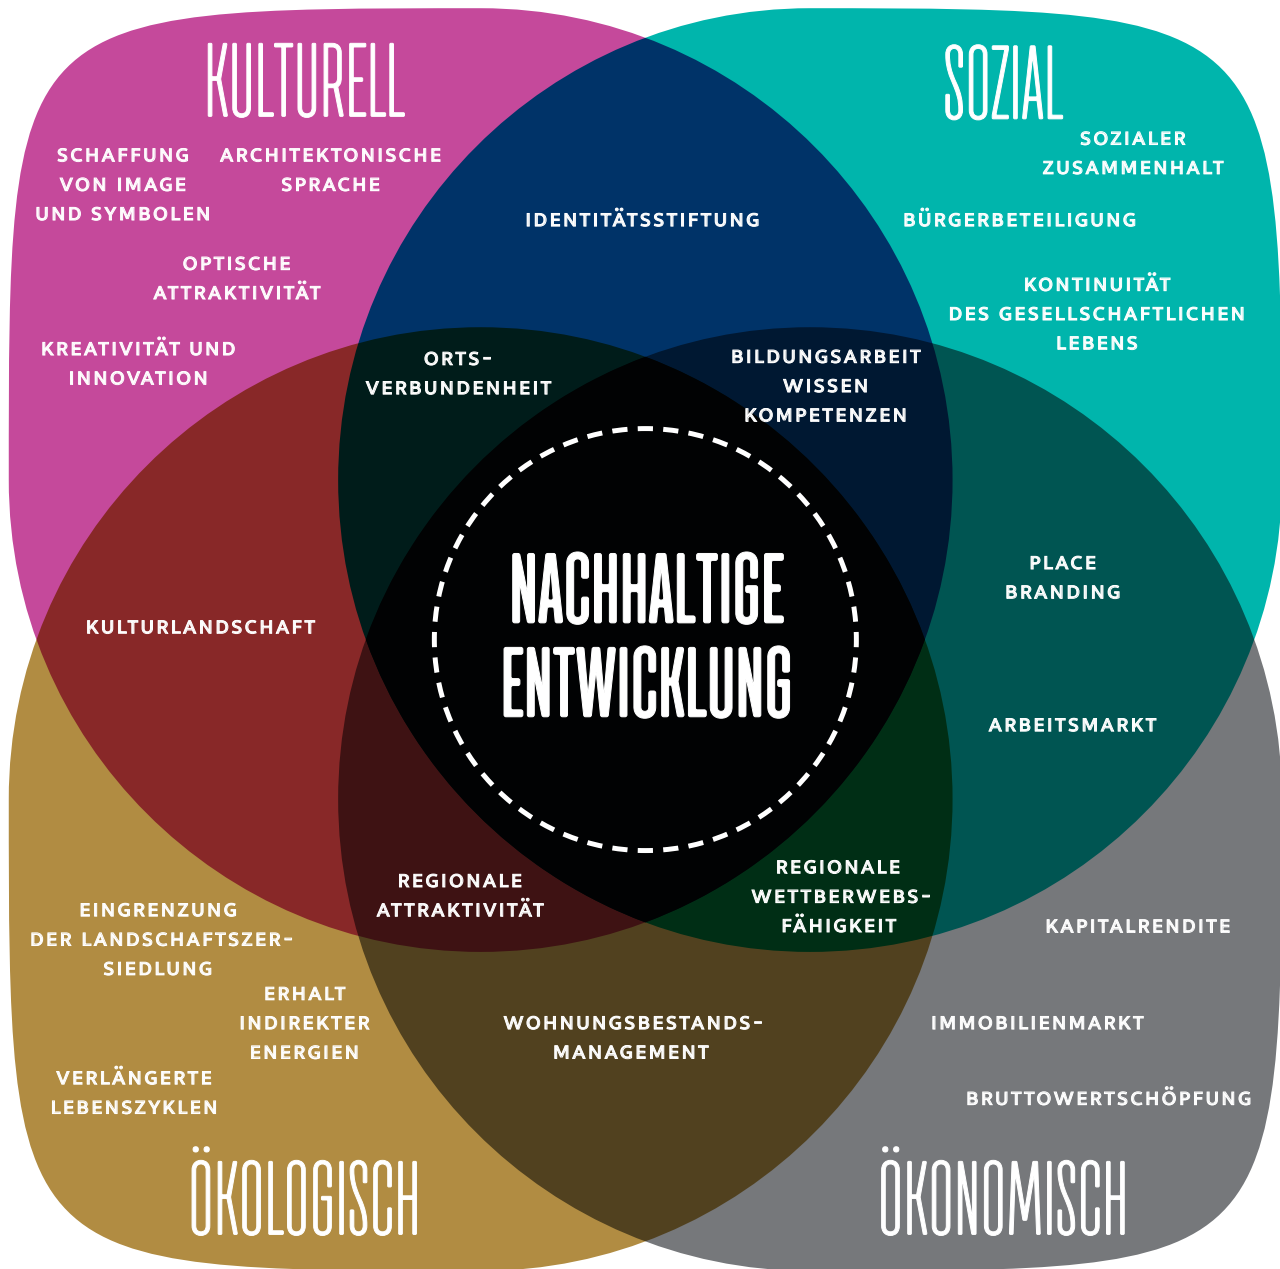 KULTURELL
SCHAFFUNG
VON IMAGE
UND SYMBOLEN
ARCHITEKTONISCHE
SPRACHE
OPTISCHE
ATTRAKTIVITÄT
KREATIVITÄT UND
INNOVATION
IDENTITÄTSSTIFTUNG
SOZIAL
SOZIALER
ZUSAMMENHALT
BÜRGERBETEILIGUNG
KONTINUITÄT
DES GESELLSCHAFTLICHEN
LEBENS
ORTS-
VERBUNDENHEIT
BILDUNGSARBEIT
WISSEN
KOMPETENZEN
KULTURLANDSCHAFT
NACHHALTIGE
ENTWICKLUNG
PLACE
BRANDING
ARBEITSMARKT
REGIONALE
ATTRAKTIVITÄT
REGIONALE
WETTBERWEBS-
FÄHIGKEIT
EINGRENZUNG
DER LANDSCHAFTSZER-
SIEDLUNG
ERHALT
INDIREKTER
ENERGIEN
VERLÄNGERTE
LEBENSZYKLEN
ÖKOLOGISCH
WOHNUNGSBESTANDS-
MANAGEMENT
KAPITALRENDITE
IMMOBILIENMARKT
BRUTTOWERTSCHÖPFUNG
ÖKONOMISCH